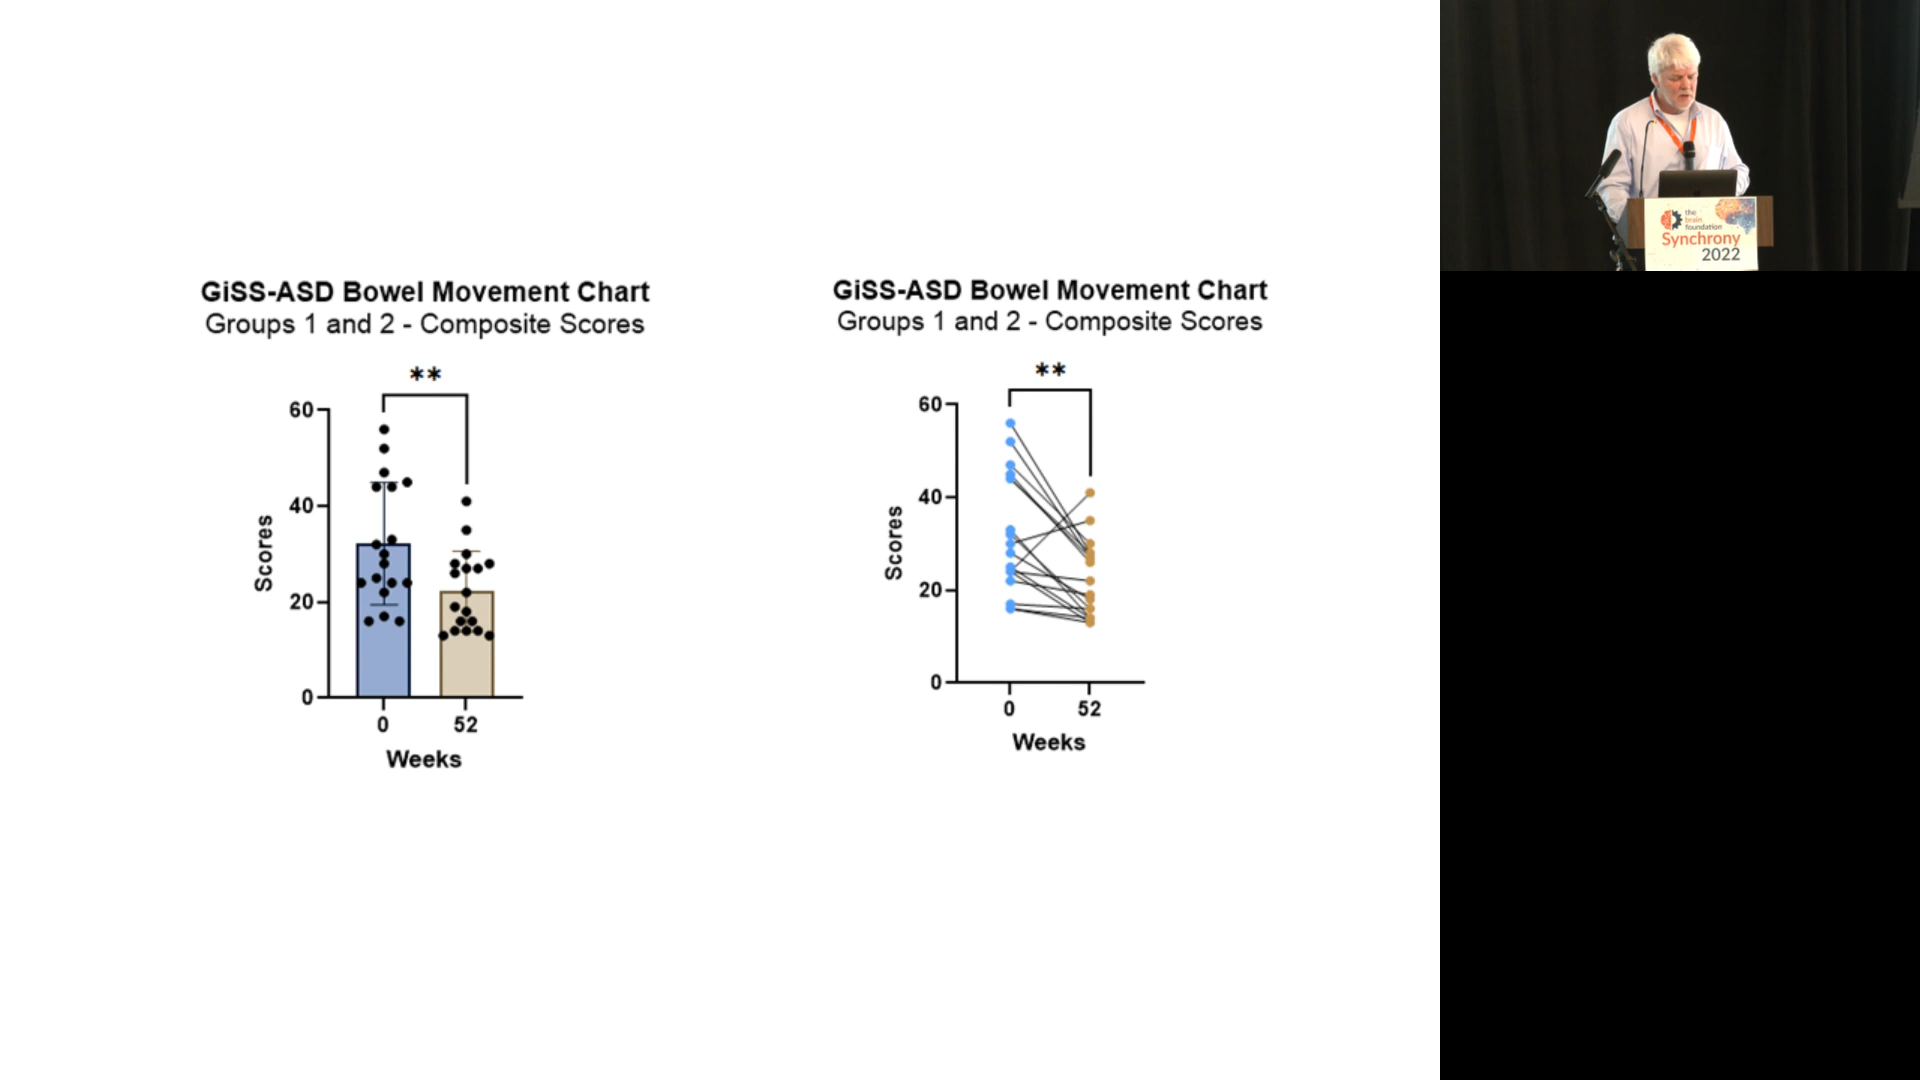 GiSS-ASD Bowel Movement Chart
Groups 1 and 2 - Composite Scores
**
60
40
20
0
Scores
0
52
Weeks
GiSS-ASD Bowel Movement Chart
Groups 1 and 2 - Composite Scores
**
60
40
20
0
Scores
0
52
Weeks
the
brain
foundation
Synchrony
2022